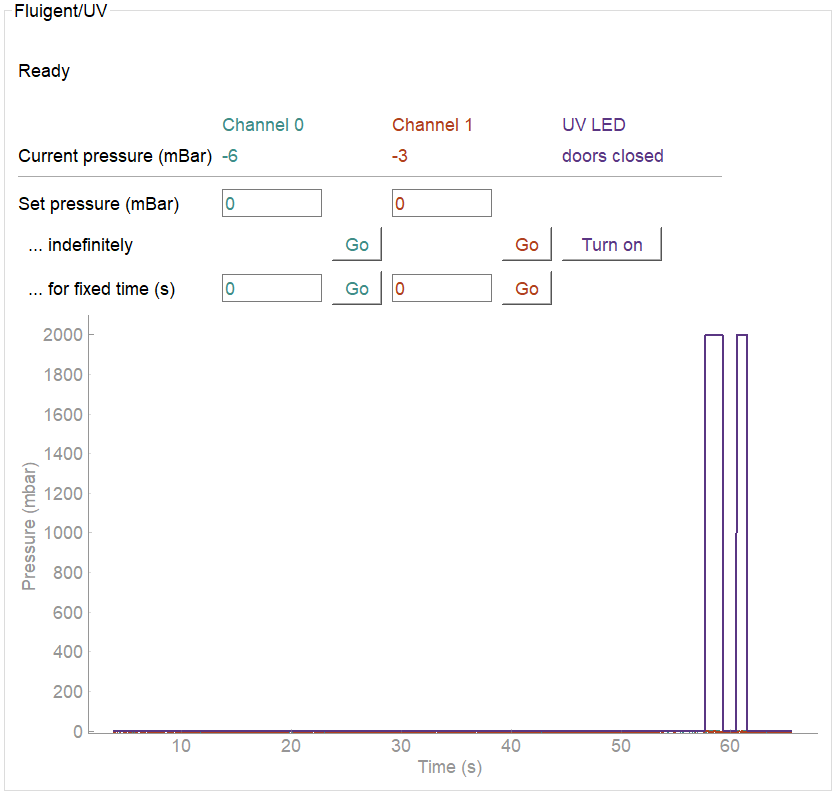 Fluigent/UV
Ready
Channel 0 Channel 1 UV LED
Current pressure (mBar) -6 -3 doors closed
Set pressure (mBar) 0 0
... indefinitely Go Go Turn on
... for fixed time (s) 0 Go 0 Go
2000
1800
1600
1400
1200
1000
800
600
400
200
0
Pressure (mbar)
10 20 30 40 50 60
Time (s)